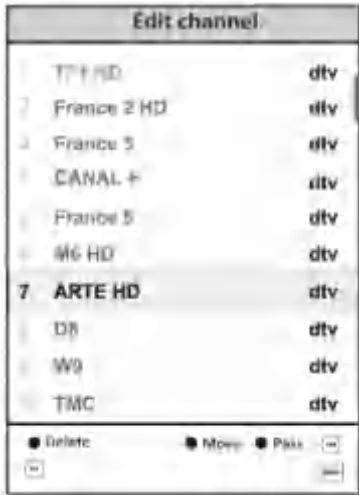 Edit channel
TF1 HD dtv
2 France 2 HD dtv
France 3 dtv
CANAL + dtv
France 5 dtv
M6 HD dtv
7 ARTE HD dtv
D8 dtv
W9 dtv
TMC dtv
Delete Move Pass